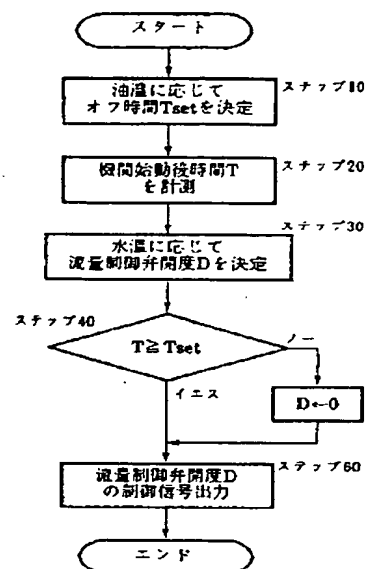 スタート
油温に応じて
オフ時間Tsetを決定
ステップ10
機関始動後時間T
を計測
ステップ20
水温に応じて
流量制御弁開度Dを決定
ステップ30
ステップ40
T≧Tset
ノー
イエス
D←0
流量制御弁開度D
の制御信号出力
ステップ60
エンド